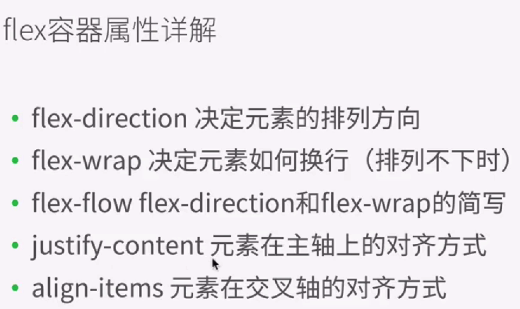 flex容器属性详解
• flex-direction 决定元素的排列方向
• flex-wrap 决定元素如何换行（排列不下时）
• flex-flow flex-direction和flex-wrap的简写
• justify-content 元素在主轴上的对齐方式
• align-items 元素在交叉轴的对齐方式